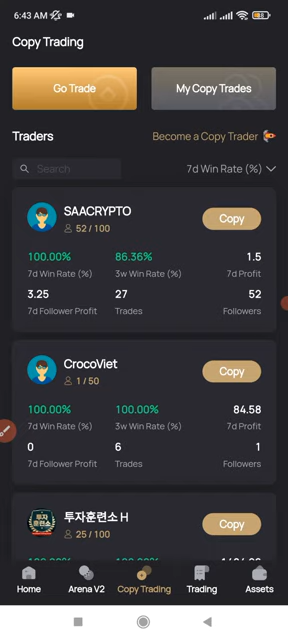 6:43 AM
Copy Trading
Go Trade
My Copy Trades
Traders
Become a Copy Trader
Search
7d Win Rate (%)
SAACRYPTO
52 / 100
Copy
100.00%
86.36%
1.5
7d Win Rate (%)
3w Win Rate (%)
7d Profit
3.25
27
52
7d Follower Profit
Trades
Followers
CrocoViet
1 / 50
Copy
100.00%
100.00%
84.58
7d Win Rate (%)
3w Win Rate (%)
7d Profit
0
6
1
7d Follower Profit
Trades
Followers
투자훈련소 H
25 / 100
Copy
Home
Arena V2
Copy Trading
Trading
Assets